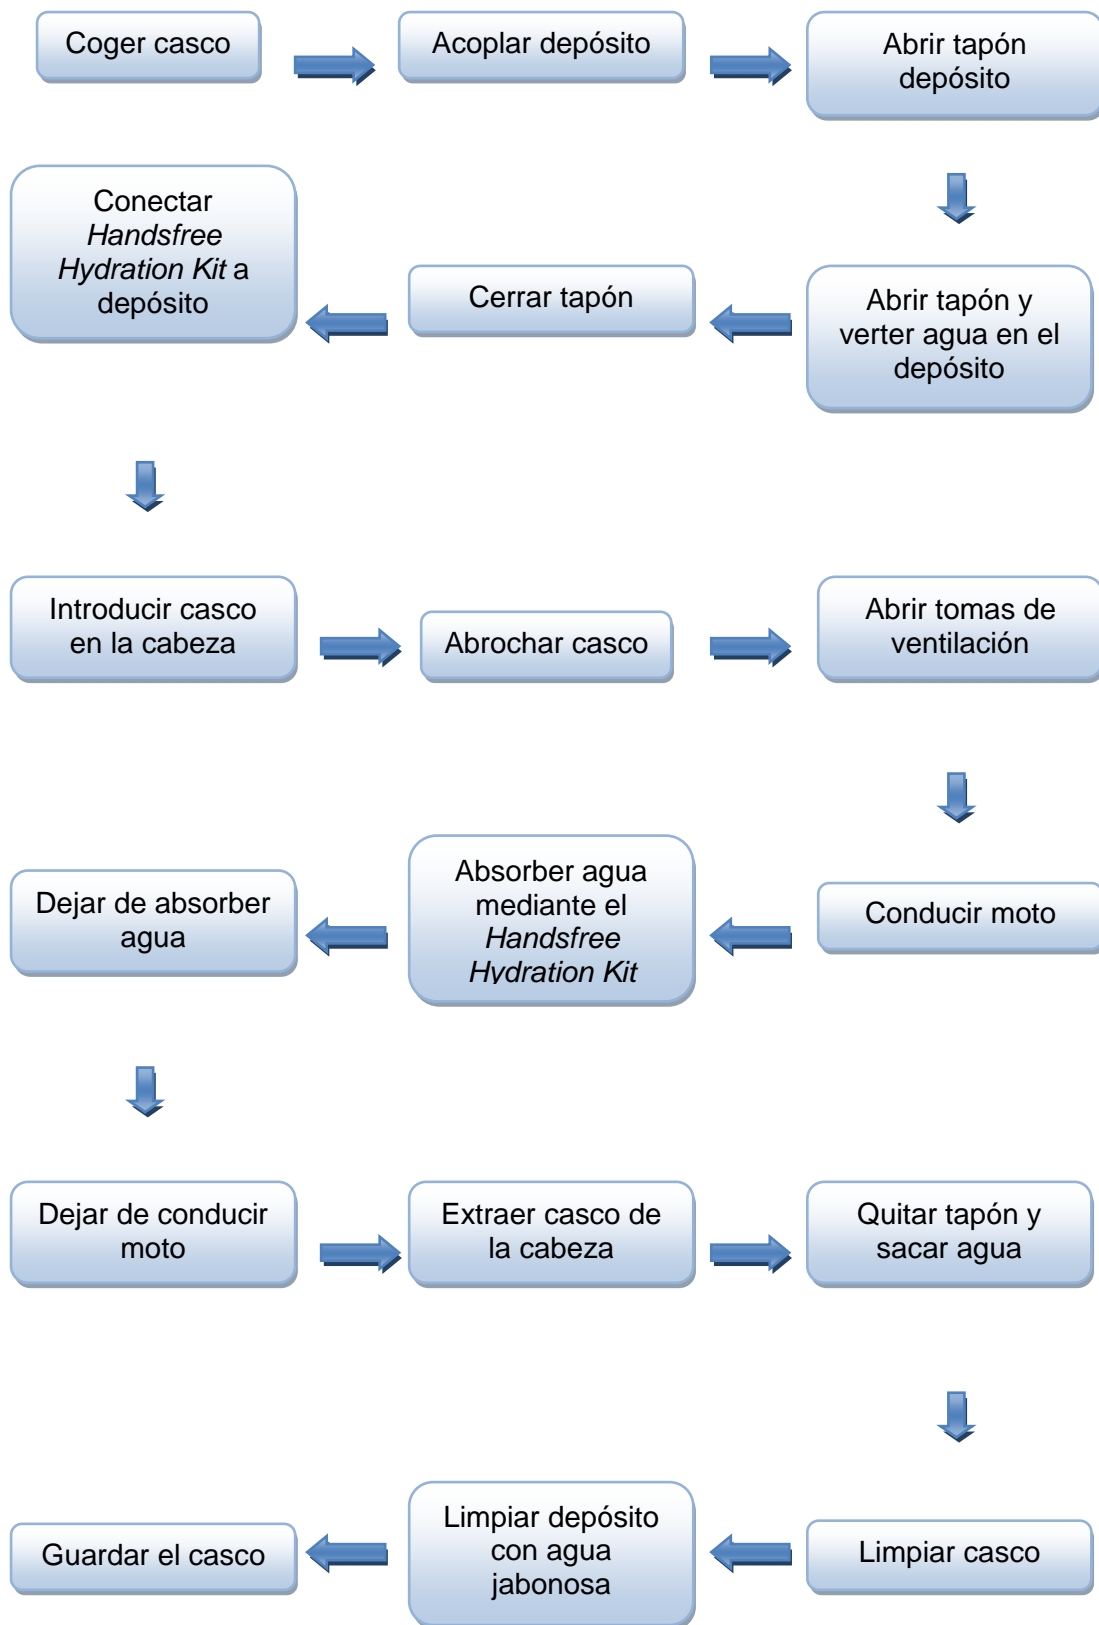 Coger casco
Acoplar depósito
Abrir tapón
depósito
Abrir tapón y
verter agua en el
depósito
Cerrar tapón
Conectar
Handsfree
Hydration Kit a
depósito
Introducir casco
en la cabeza
Abrochar casco
Abrir tomas de
ventilación
Conducir moto
Absorber agua
mediante el
Handsfree
Hydration Kit
Dejar de absorber
agua
Dejar de conducir
moto
Extraer casco de
la cabeza
Quitar tapón y
sacar agua
Limpiar casco
Limpiar depósito
con agua
jabonosa
Guardar el casco